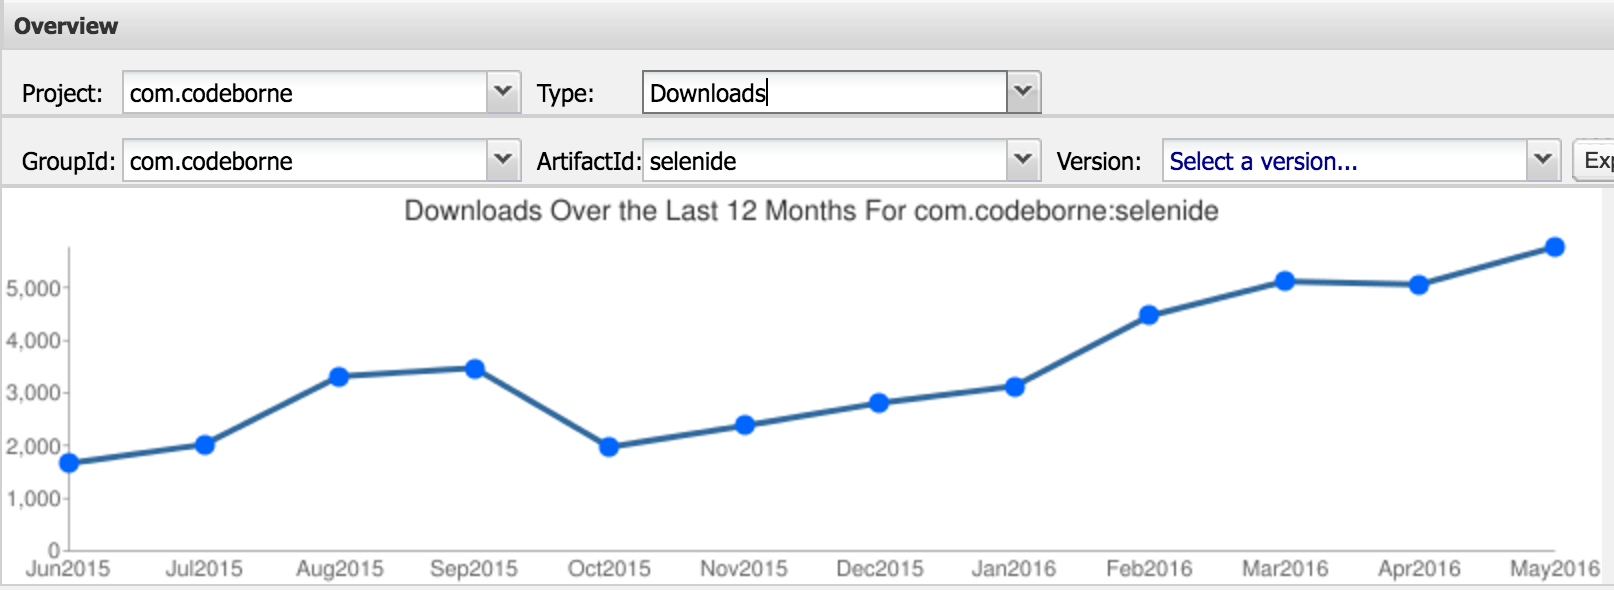 Overview
Project: com.codeborne Type: Downloads
GroupId: com.codeborne ArtifactId: selenide Version: Select a version...
Downloads Over the Last 12 Months For com.codeborne:selenide
5,000
4,000
3,000
2,000
1,000
0
Jun2015 Jul2015 Aug2015 Sep2015 Oct2015 Nov2015 Dec2015 Jan2016 Feb2016 Mar2016 Apr2016 May2016